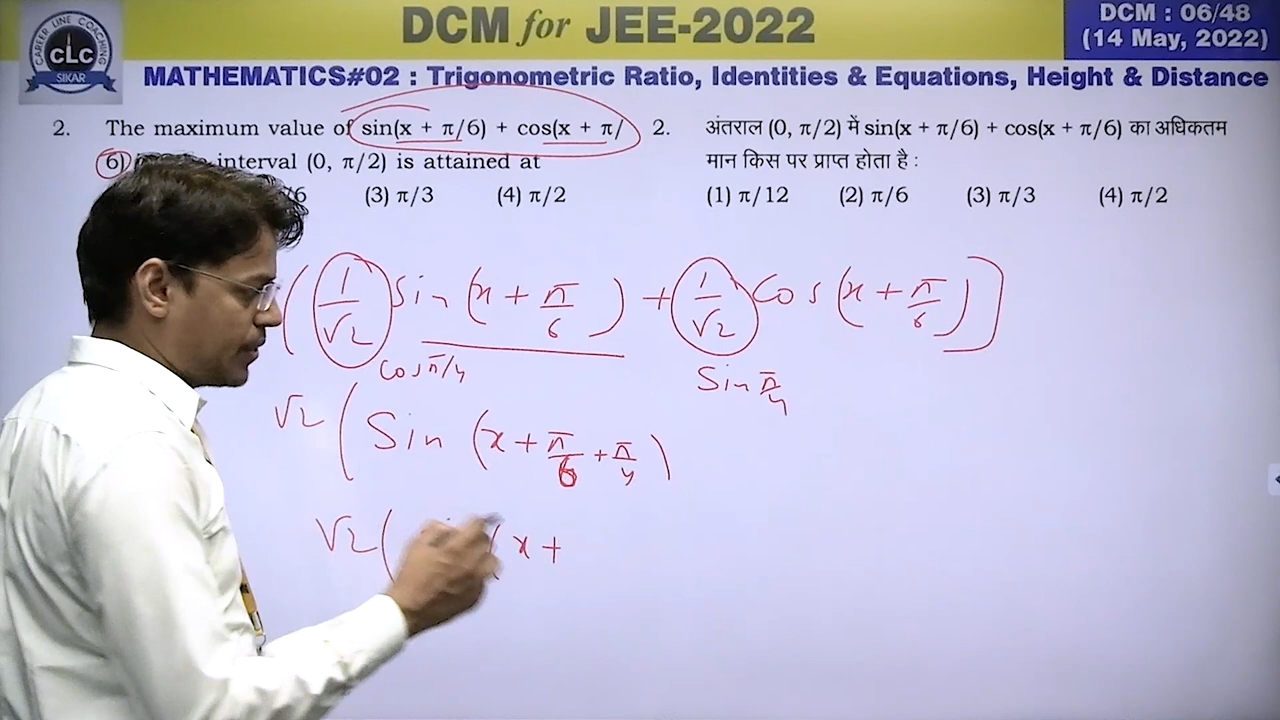 DCM for JEE-2022
DCM : 06/48
(14 May, 2022)
CAREER LINE COACHING
CLC
SIKAR
MATHEMATICS#02 : Trigonometric Ratio, Identities & Equations, Height & Distance
2. The maximum value of sin(x + π/6) + cos(x + π/
6) interval (0, π/2) is attained at
/6 (3) π/3 (4) π/2
2. अंतराल (0, π/2) में sin(x + π/6) + cos(x + π/6) का अधिकतम
मान किस पर प्राप्त होता है :
(1) π/12 (2) π/6 (3) π/3 (4) π/2
( 1/√2 Sin (x + π/6 ) + 1/√2 Cos (x + π/6 ) ]
Cos π/4 Sin π/4
√2 ( Sin (x + π/6 + π/4 )
√2 ( ( x +